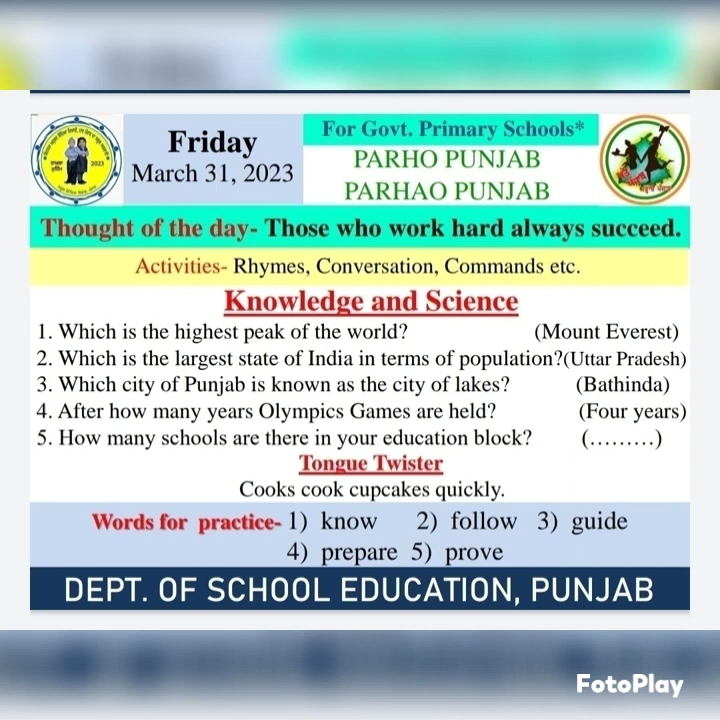 Friday
March 31, 2023
For Govt. Primary Schools*
PARHO PUNJAB
PARHAO PUNJAB
2023
Thought of the day- Those who work hard always succeed.
Activities- Rhymes, Conversation, Commands etc.
Knowledge and Science
1. Which is the highest peak of the world? (Mount Everest)
2. Which is the largest state of India in terms of population?(Uttar Pradesh)
3. Which city of Punjab is known as the city of lakes? (Bathinda)
4. After how many years Olympics Games are held? (Four years)
5. How many schools are there in your education block? (.........)
Tongue Twister
Cooks cook cupcakes quickly.
Words for practice- 1) know 2) follow 3) guide
4) prepare 5) prove
DEPT. OF SCHOOL EDUCATION, PUNJAB
FotoPlay